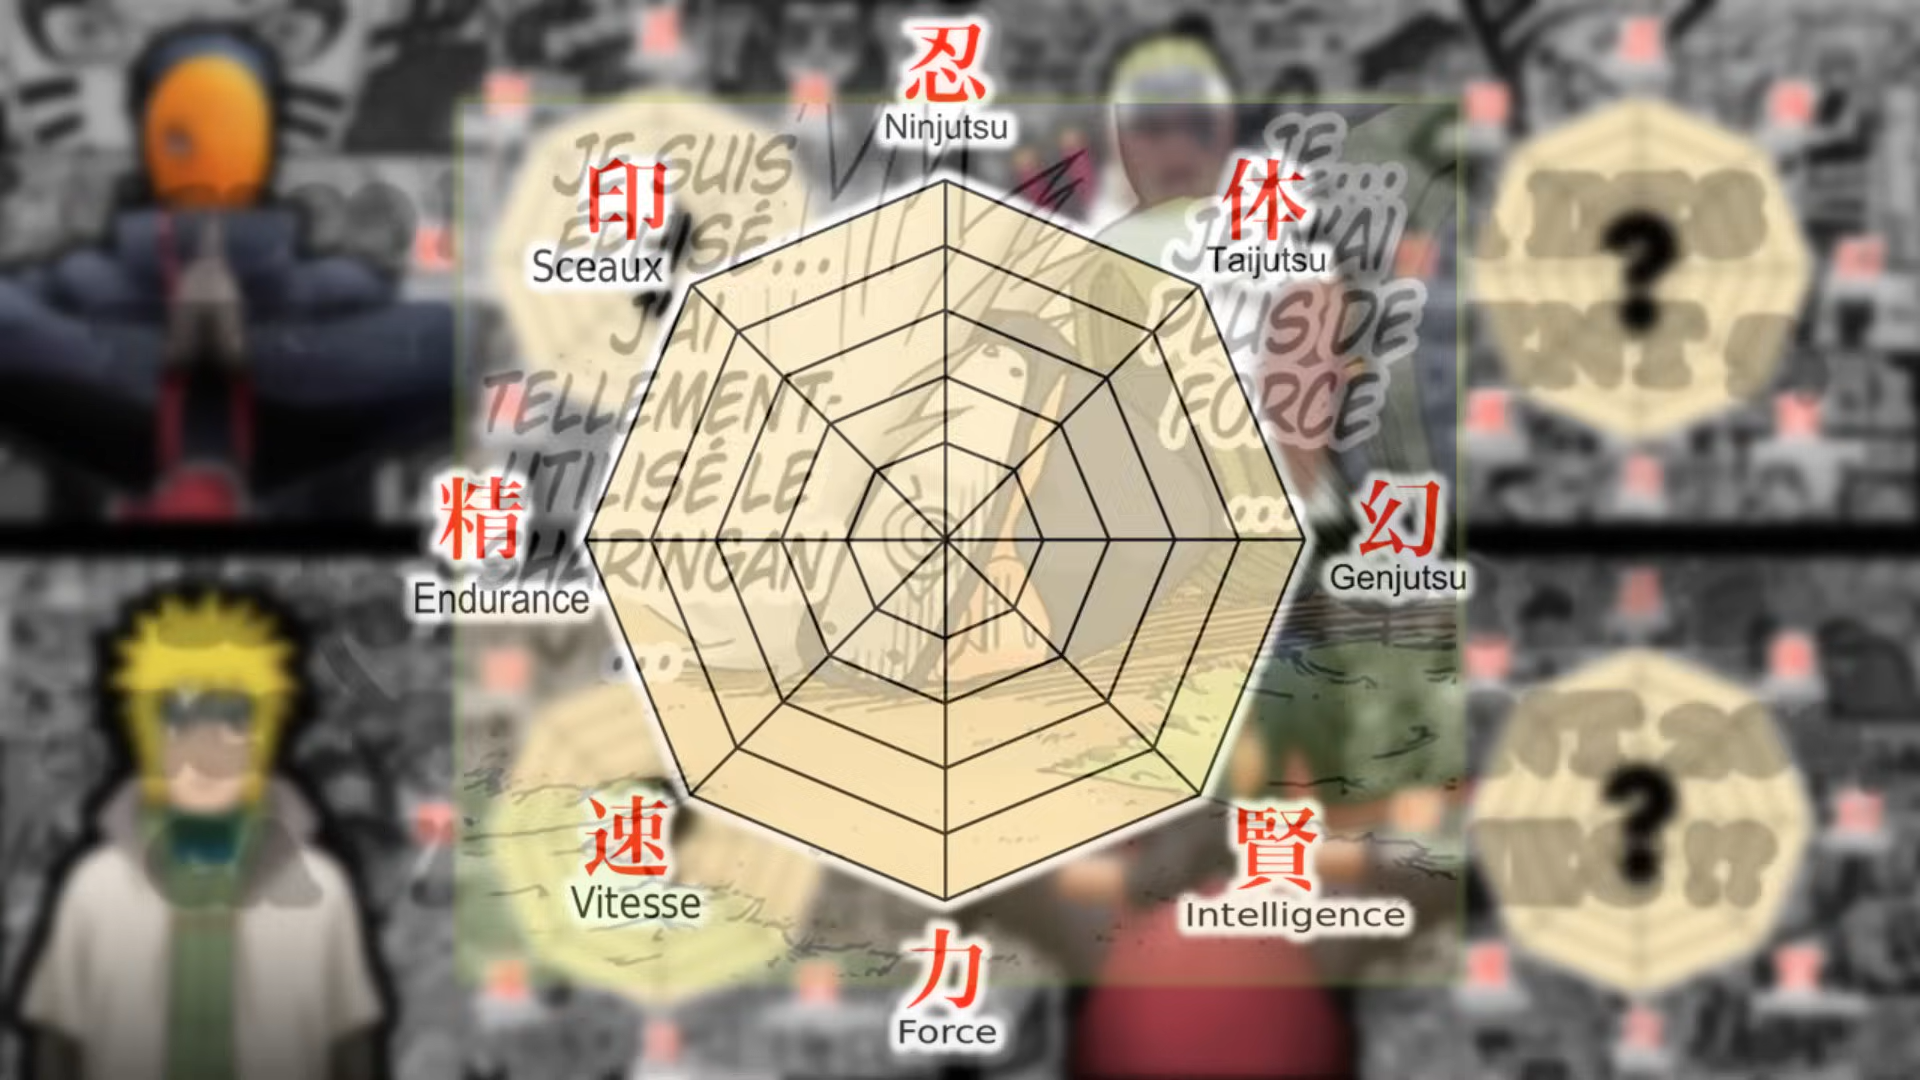 忍
Ninjutsu
印
Sceaux
体
Taijutsu
精
Endurance
幻
Genjutsu
速
Vitesse
賢
Intelligence
力
Force
JE SUIS
ÉPUISÉ...
J'AI
TELLEMENT
UTILISÉ LE
SHARINGAN
...
JE...
JE N'AI
PLUS DE
FORCE
...
?
?